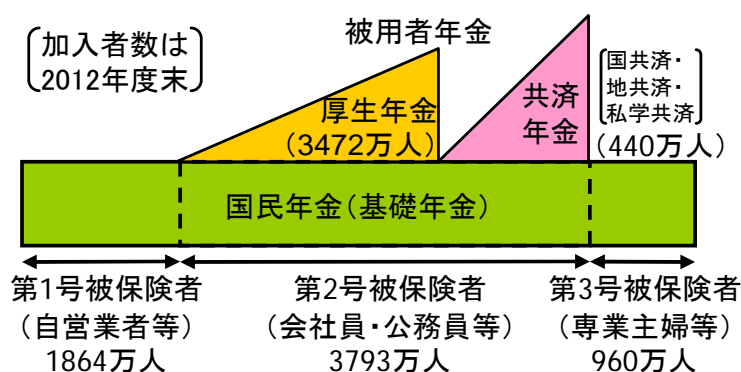 加入者数は
2012年度末
被用者年金
厚生年金
(3472万人)
共済
年金
国共済・
地共済・
私学共済
(440万人)
国民年金(基礎年金)
第1号被保険者
(自営業者等)
1864万人
第2号被保険者
(会社員・公務員等)
3793万人
第3号被保険者
(専業主婦等)
960万人